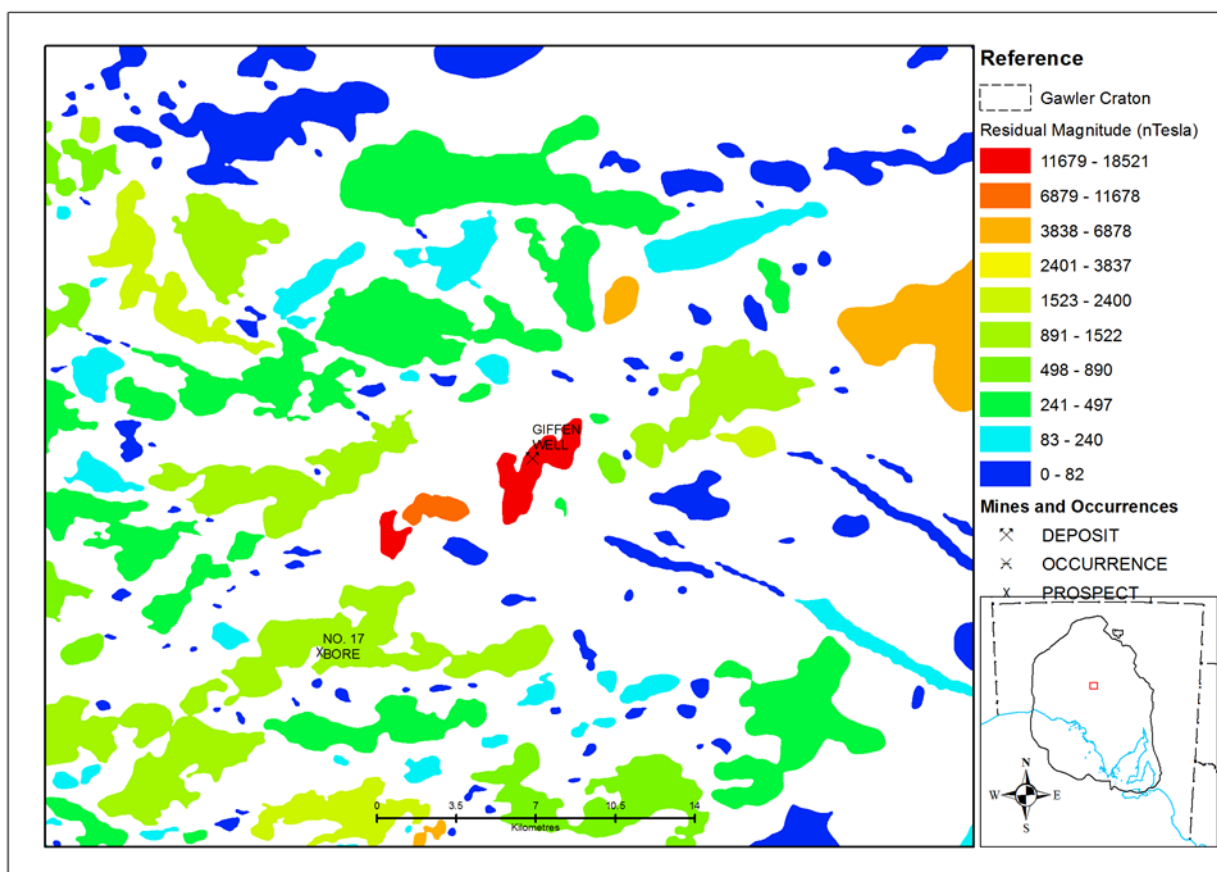 GIFFEN
WELL
NO. 17
BORE
0 3.5 7 10.5 14
Kilometres
Reference
Gawler Craton
Residual Magnitude (nTesla)
11679 - 18521
6879 - 11678
3838 - 6878
2401 - 3837
1523 - 2400
891 - 1522
498 - 890
241 - 497
83 - 240
0 - 82
Mines and Occurrences
DEPOSIT
OCCURRENCE
PROSPECT
N
W E
S